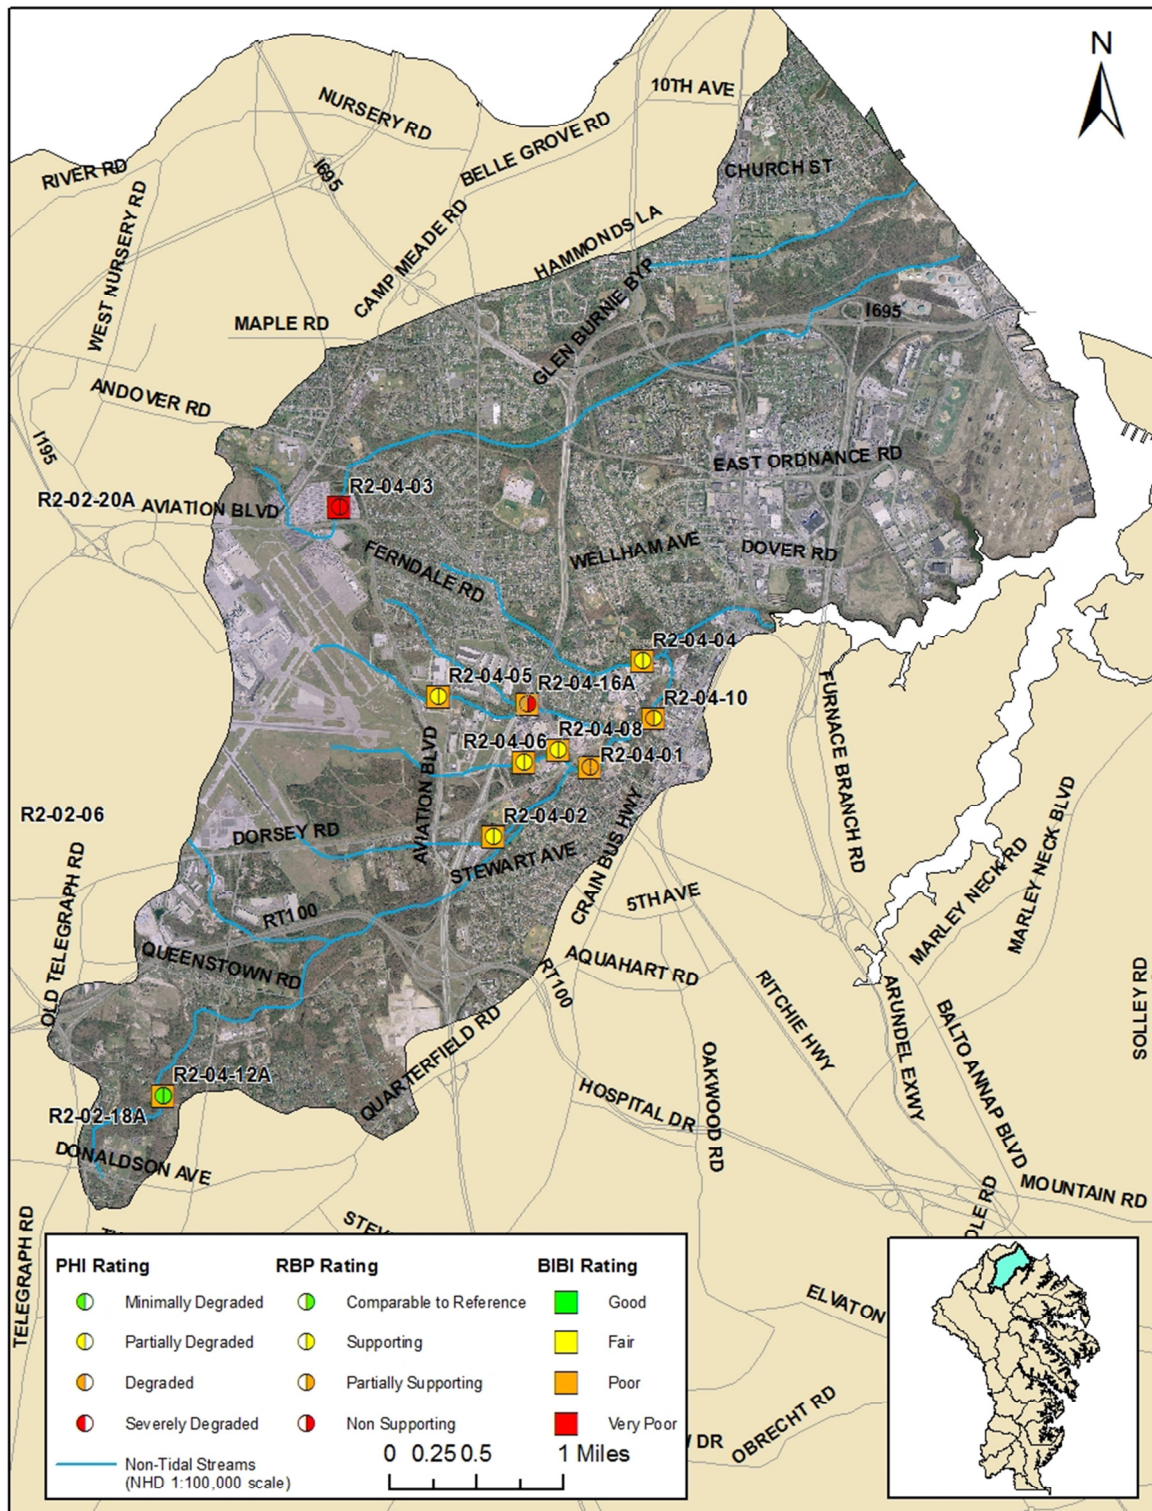 N
10TH AVE
NURSERY RD
BELLE GROVE RD
RIVER RD
I695
CHURCH ST
WEST NURSERY RD
CAMP MEADE RD
HAMMONDS LA
GLEN BURNIE BYP
I695
MAPLE RD
ANDOVER RD
I195
EAST ORDNANCE RD
R2-04-03
R2-02-20A
AVIATION BLVD
WELLHAM AVE
DOVER RD
FERNDALE RD
R2-04-04
R2-04-05
R2-04-16A
R2-04-10
R2-04-08
R2-04-06
R2-04-01
AVIATION BLVD
FURNACE BRANCH RD
R2-02-06
R2-04-02
DORSEY RD
STEWART AVE
CRAIN BUS HWY
MARLEY NECK BLVD
MARLEY NECK RD
OLD TELEGRAPH RD
RT100
5TH AVE
QUEENSTOWN RD
AQUAHART RD
RT100
RITCHIE HWY
ARUNDEL EXWY
BALTO ANNAP BLVD
SOLLEY RD
QUARTERFIELD RD
OAKWOOD RD
R2-04-12A
HOSPITAL DR
R2-02-18A
DONALDSON AVE
MOUNTAIN RD
TELEGRAPH RD
DLE RD
STEV
ELVATON
OBRECHT RD
DR
PHI Rating
RBP Rating
BIBI Rating
Minimally Degraded
Comparable to Reference
Good
Partially Degraded
Supporting
Fair
Degraded
Partially Supporting
Poor
Severely Degraded
Non Supporting
Very Poor
Non-Tidal Streams
(NHD 1:100,000 scale)
0 0.25 0.5 1 Miles